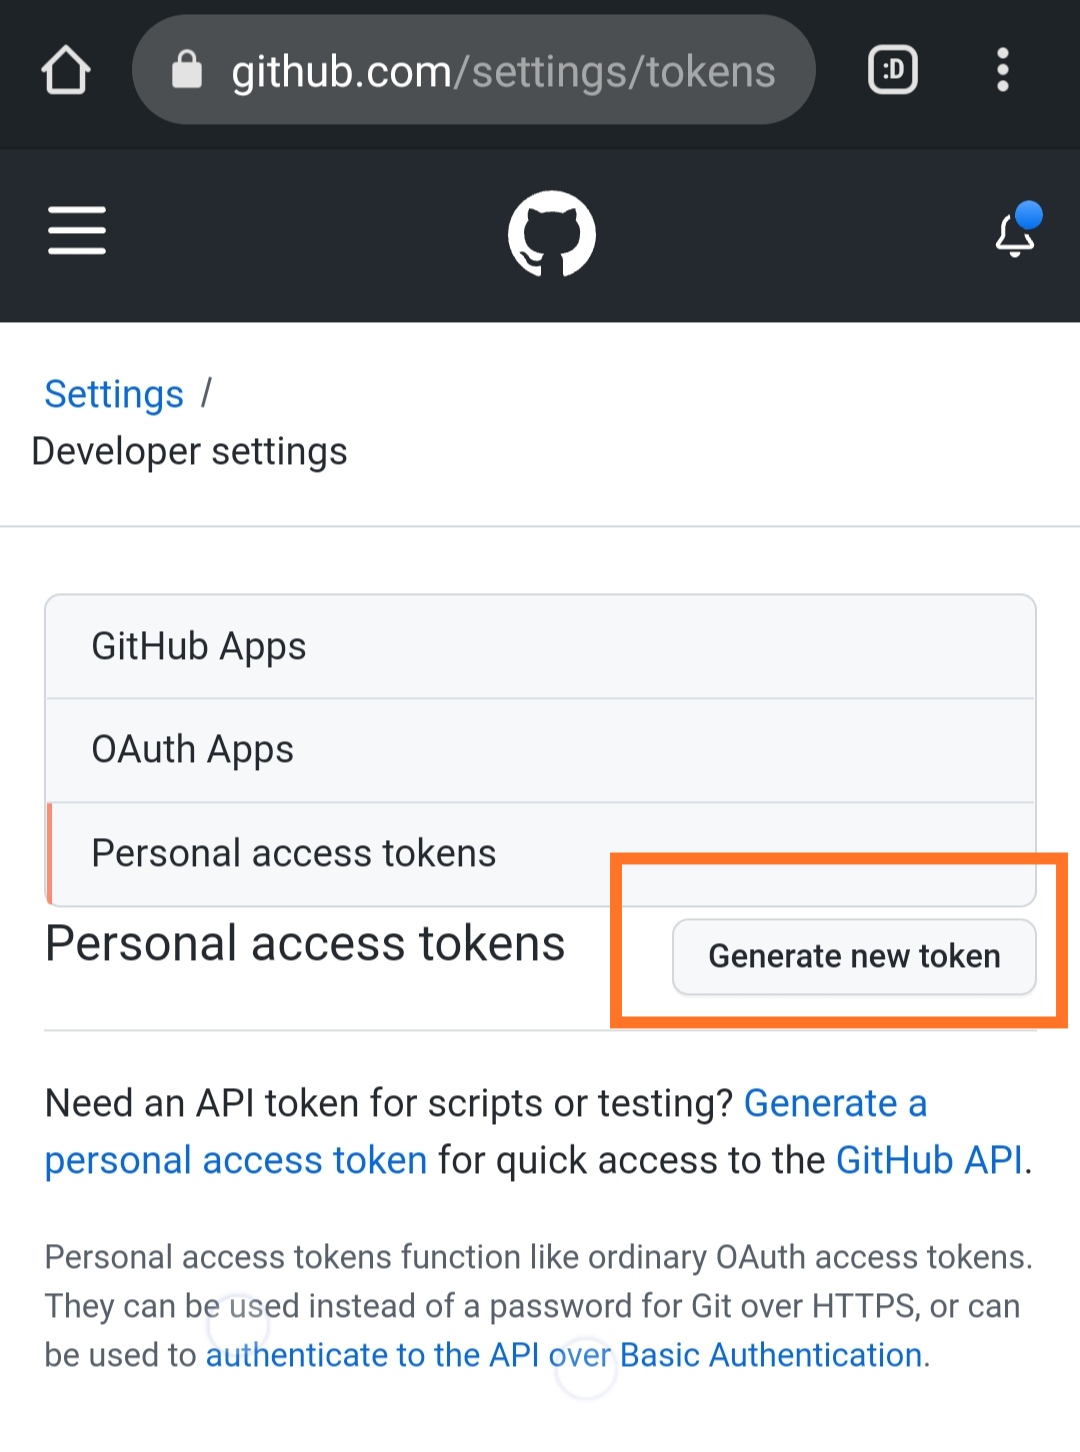 github.com/settings/tokens
:D
Settings /
Developer settings
GitHub Apps
OAuth Apps
Personal access tokens
Personal access tokens
Generate new token
Need an API token for scripts or testing? Generate a
personal access token for quick access to the GitHub API.
Personal access tokens function like ordinary OAuth access tokens.
They can be used instead of a password for Git over HTTPS, or can
be used to authenticate to the API over Basic Authentication.